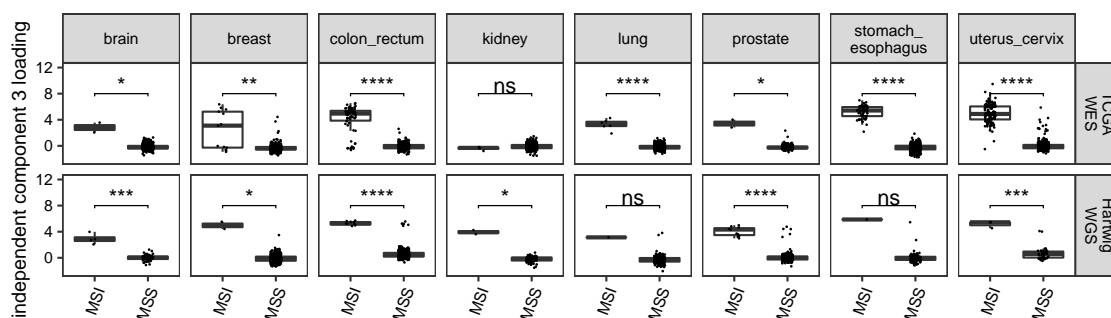 brain breast colon_rectum kidney lung prostate stomach_ esophagus uterus_cervix
independent component 3 loading
12 * ** **** ns **** * **** ****
8
4
0
TCGA WES
12 *** * **** * ns **** ns ***
8
4
0
Hartwig WGS
MSI MSS MSI MSS MSI MSS MSI MSS MSI MSS MSI MSS MSI MSS MSI MSS